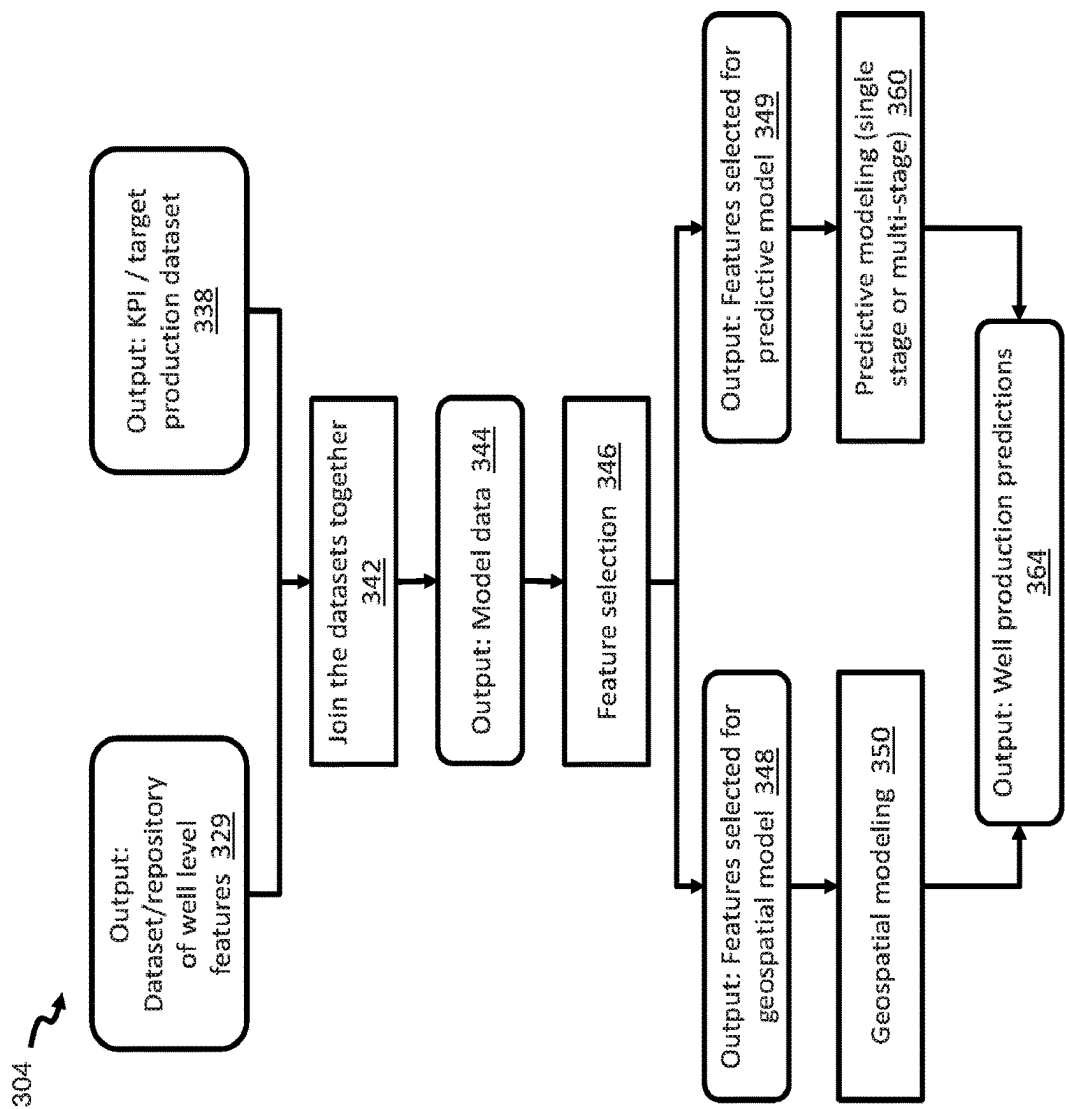 304
Output:
Dataset/repository
of well level
features 329
Output: KPI / target
production dataset
338
Join the datasets together
342
Output: Model data 344
Feature selection 346
Output: Features selected for
geospatial model 348
Output: Features selected for
predictive model 349
Geospatial modeling 350
Predictive modeling (single
stage or multi-stage) 360
Output: Well production predictions
364